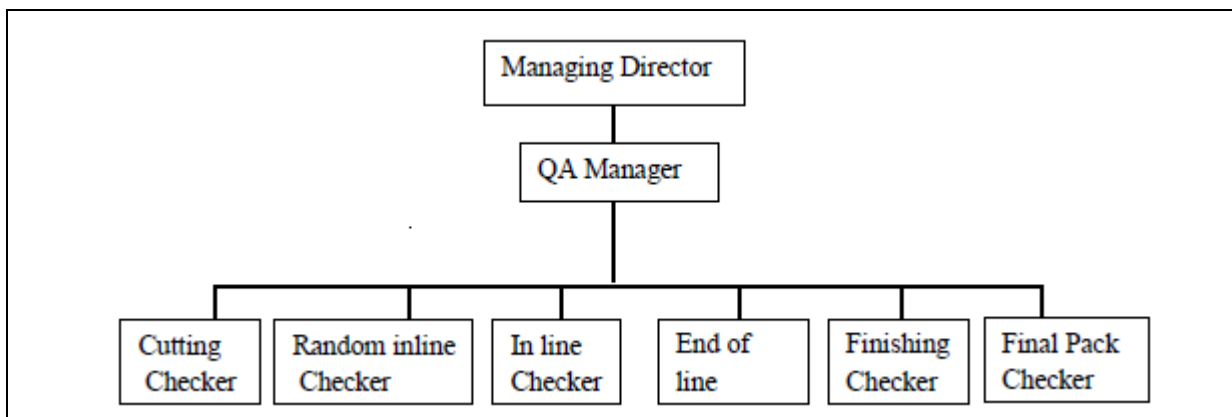 Managing Director
QA Manager
Cutting
Checker
Random inline
Checker
In line
Checker
End of
line
Finishing
Checker
Final Pack
Checker